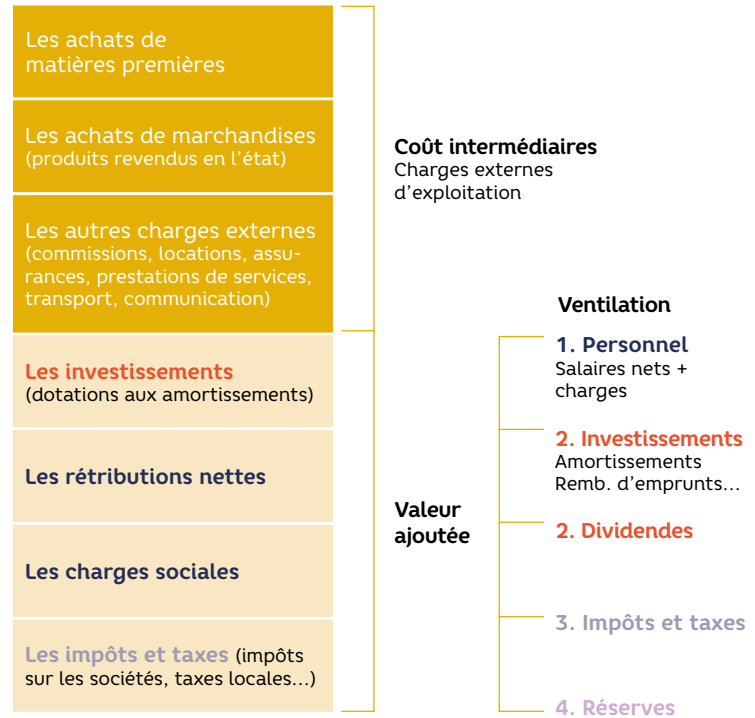 Les achats de
matières premières
Les achats de marchandises
(produits revendus en l'état)
Les autres charges externes
(commissions, locations, assu-
rances, prestations de services,
transport, communication)
Les investissements
(dotations aux amortissements)
Les rétributions nettes
Les charges sociales
Les impôts et taxes (impôts
sur les sociétés, taxes locales...)
Coût intermédiaires
Charges externes
d'exploitation
Valeur
ajoutée
Ventilation
1. Personnel
Salaires nets +
charges
2. Investissements
Amortissements
Remb. d'emprunts...
2. Dividendes
3. Impôts et taxes
4. Réserves